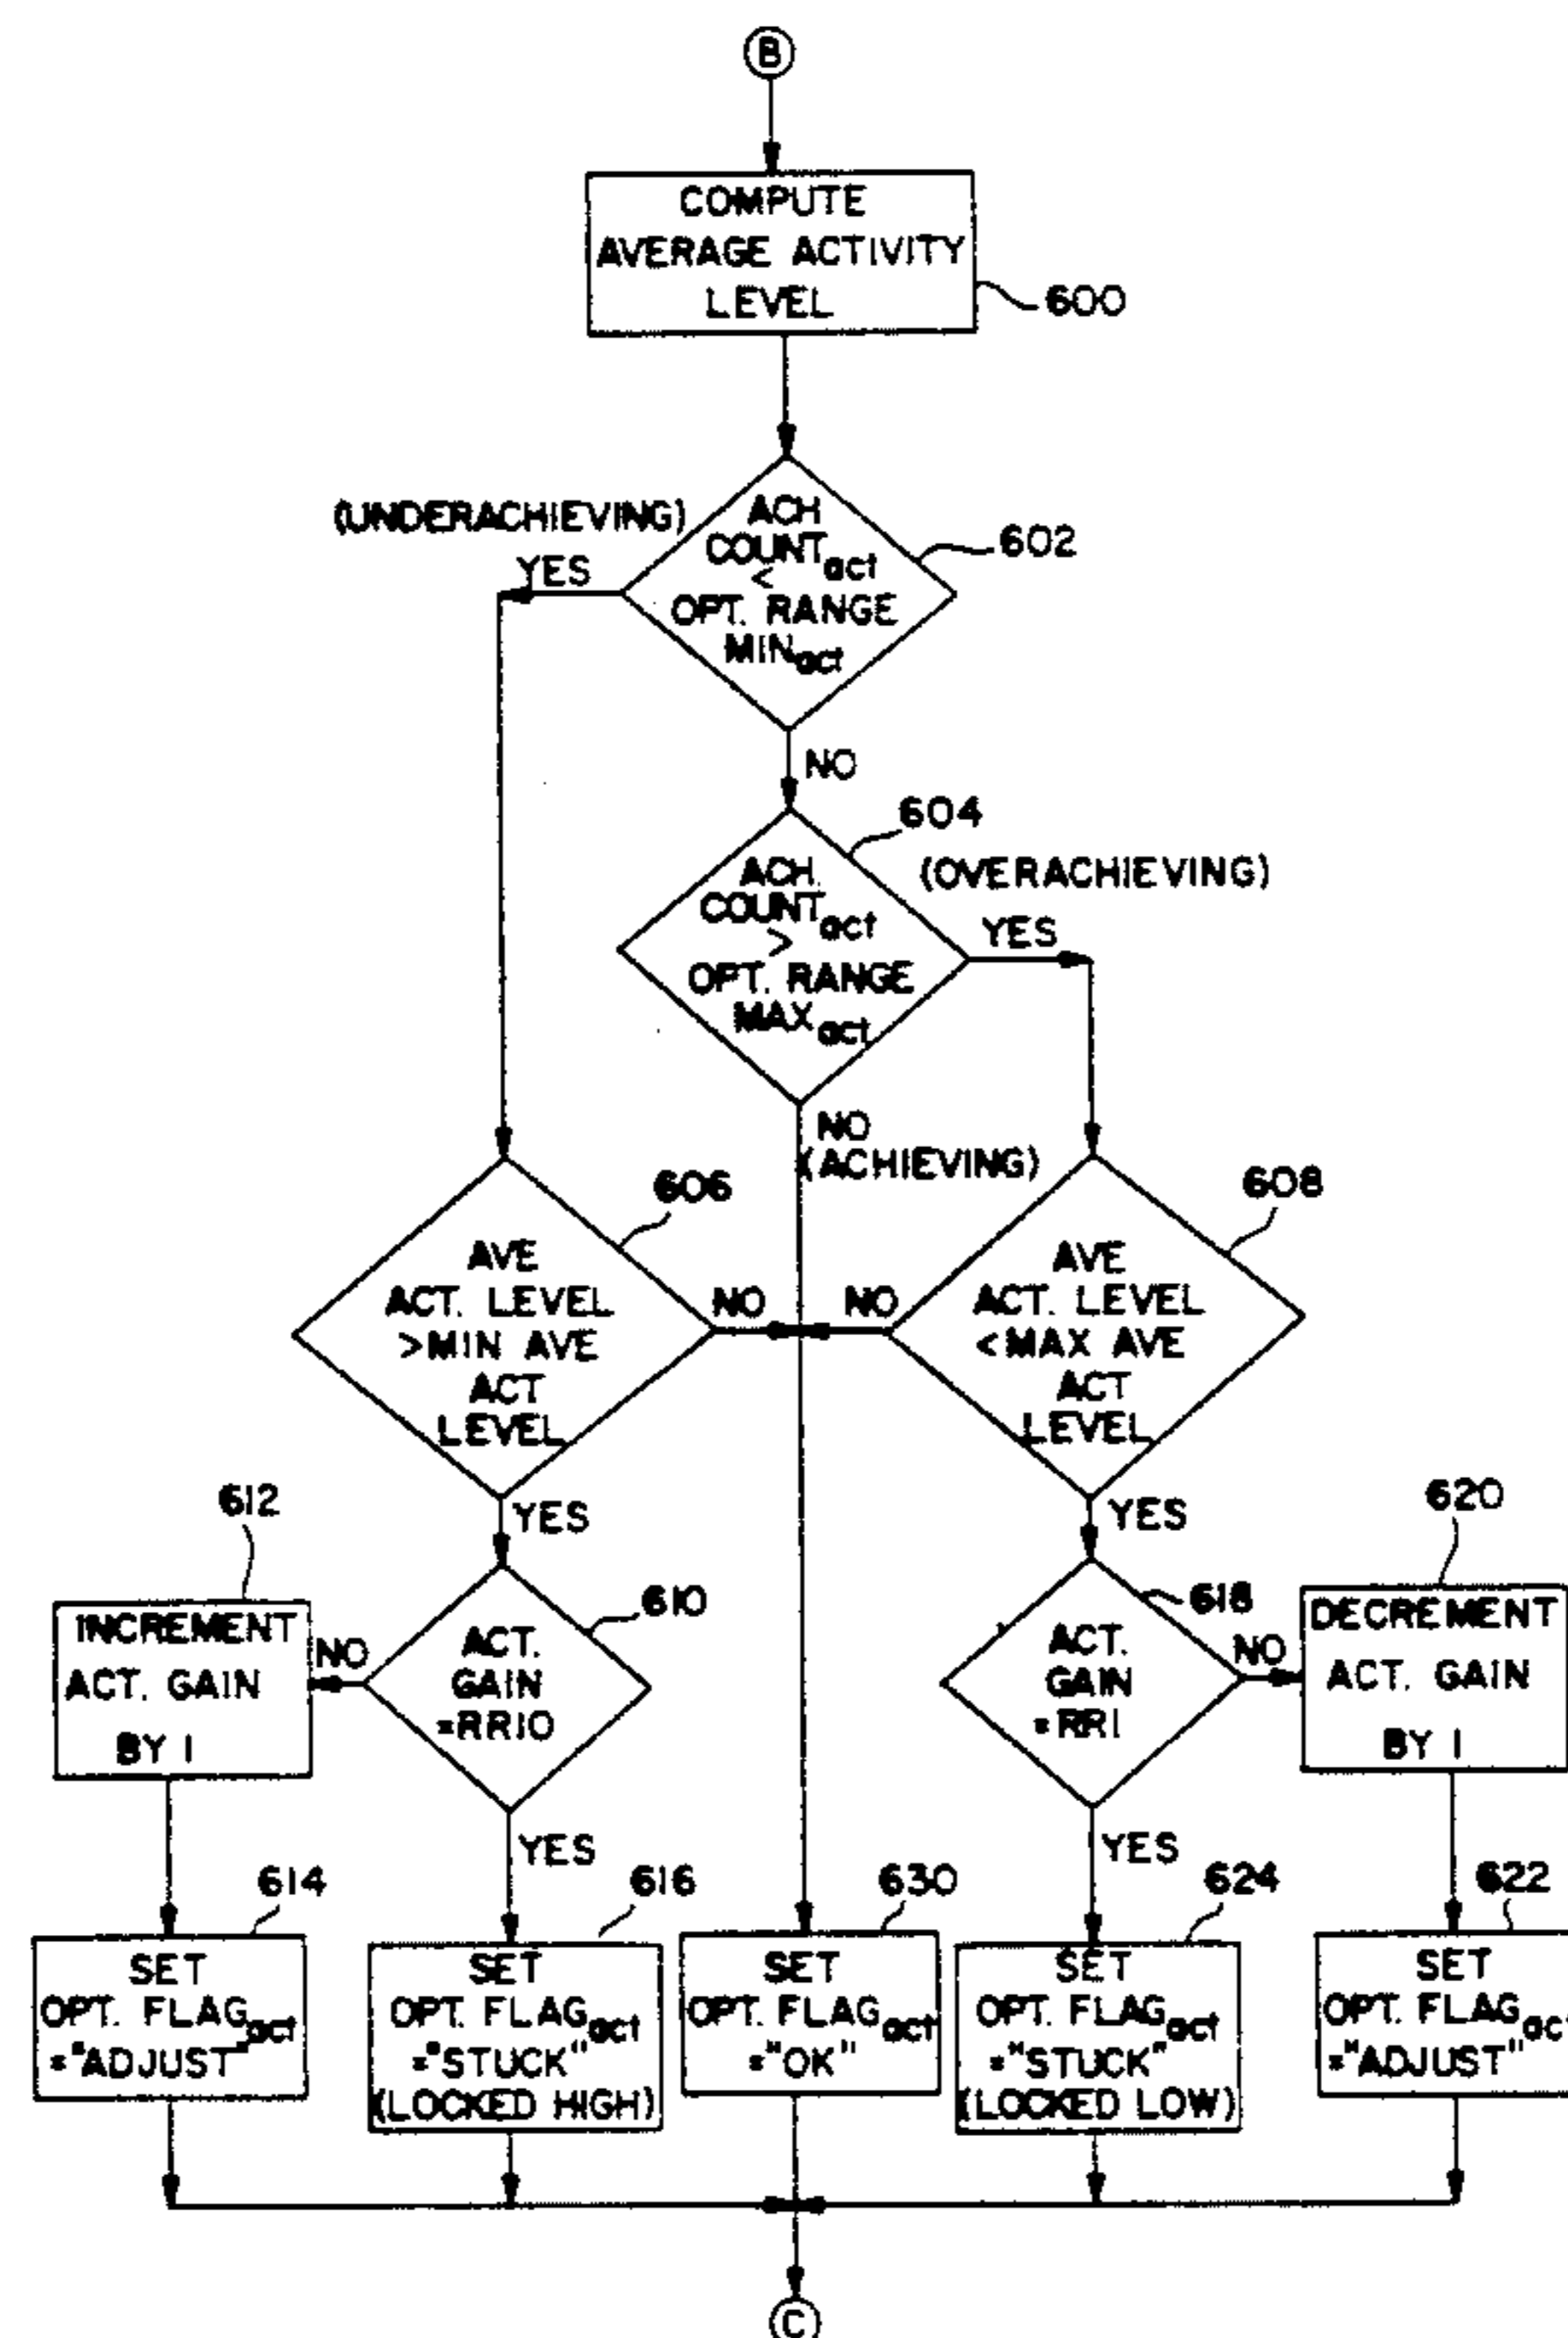 B
COMPUTE
AVERAGE ACTIVITY
LEVEL
600
(UNDERACHIEVING)
YES
ACH
COUNTact
<
OPT. RANGE
MINact
602
NO
604
(OVERACHIEVING)
ACH.
COUNTact
>
OPT. RANGE
MAXact
YES
NO
(ACHIEVING)
606
AVE
ACT. LEVEL
>MIN AVE
ACT
LEVEL
NO
NO
608
AVE
ACT. LEVEL
<MAX AVE
ACT
LEVEL
YES
YES
612
INCREMENT
ACT. GAIN
BY 1
NO
610
ACT.
GAIN
=RR10
618
ACT.
GAIN
=RR1
NO
620
DECREMENT
ACT. GAIN
BY 1
YES
YES
614
SET
OPT. FLAGact
="ADJUST"
616
SET
OPT. FLAGact
="STUCK"
(LOCKED HIGH)
630
SET
OPT. FLAGact
="OK"
624
SET
OPT. FLAGact
="STUCK"
(LOCKED LOW)
622
SET
OPT. FLAGac
="ADJUST"
C